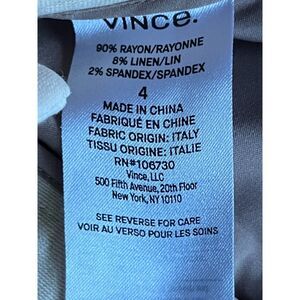 VINCE.
90% RAYON/RAYONNE
8% LINEN/LIN
2% SPANDEX/SPANDEX
4
MADE IN CHINA
FABRIQUÉ EN CHINE
FABRIC ORIGIN: ITALY
TISSU ORIGINE: ITALIE
RN#106730
Vince, LLC
500 Fifth Avenue, 20th Floor
New York, NY 10110
SEE REVERSE FOR CARE
VOIR AU VERSO POUR LES SOINS